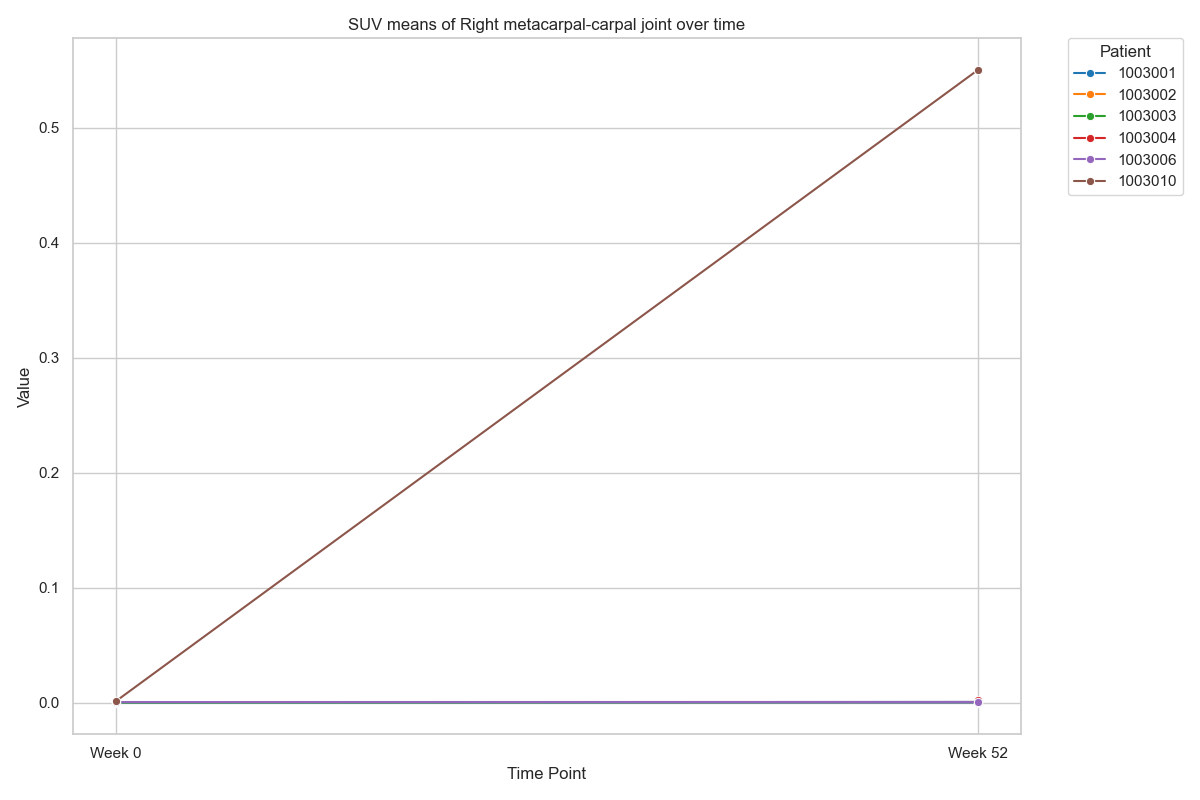 SUV means of Right metacarpal-carpal joint over time
Patient
1003001
1003002
1003003
1003004
1003006
1003010
Value
0.5
0.4
0.3
0.2
0.1
0.0
Week 0
Week 52
Time Point